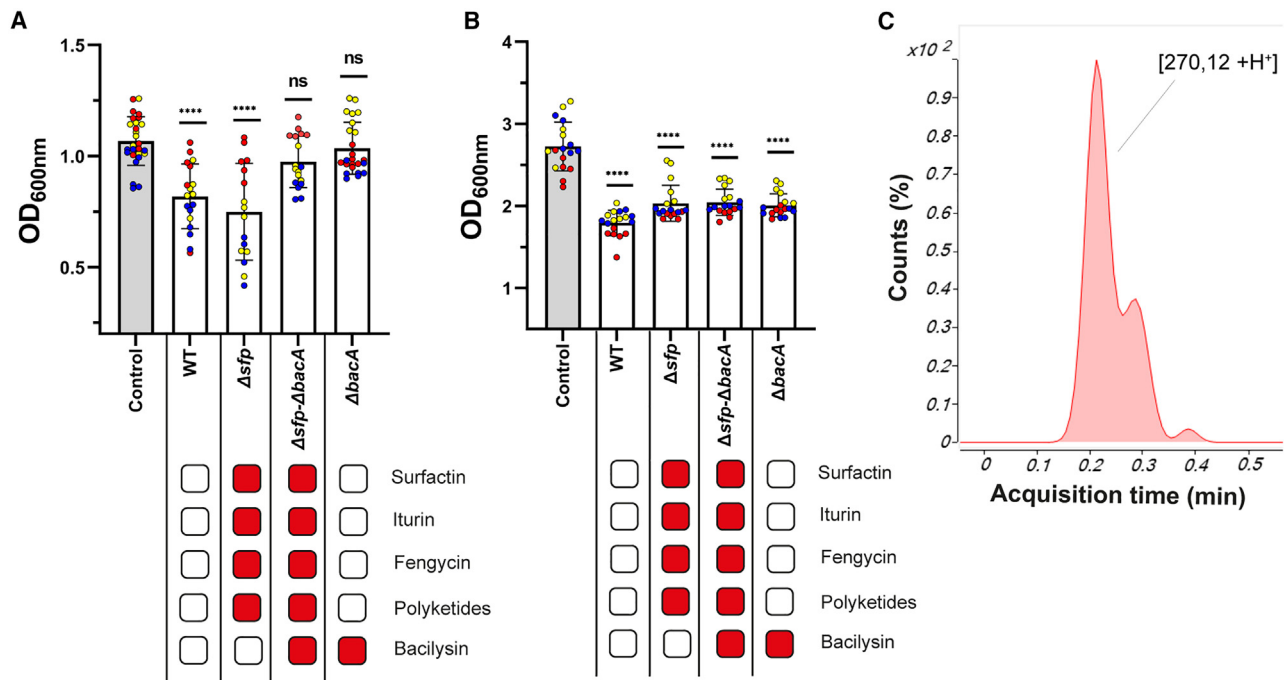 A
OD600nm
1.5
1.0
0.5
****
****
ns
ns
Control
WT
Δsfp
Δsfp-ΔbacA
ΔbacA
Surfactin
Iturin
Fengycin
Polyketides
Bacilysin
B
OD600nm
4
3
2
1
****
****
****
****
Control
WT
Δsfp
Δsfp-ΔbacA
ΔbacA
Surfactin
Iturin
Fengycin
Polyketides
Bacilysin
C
Counts (%)
x10 2
0.9
0.8
0.7
0.6
0.5
0.4
0.3
0.2
0.1
0
[270,12 +H+]
0 0.1 0.2 0.3 0.4 0.5
Acquisition time (min)